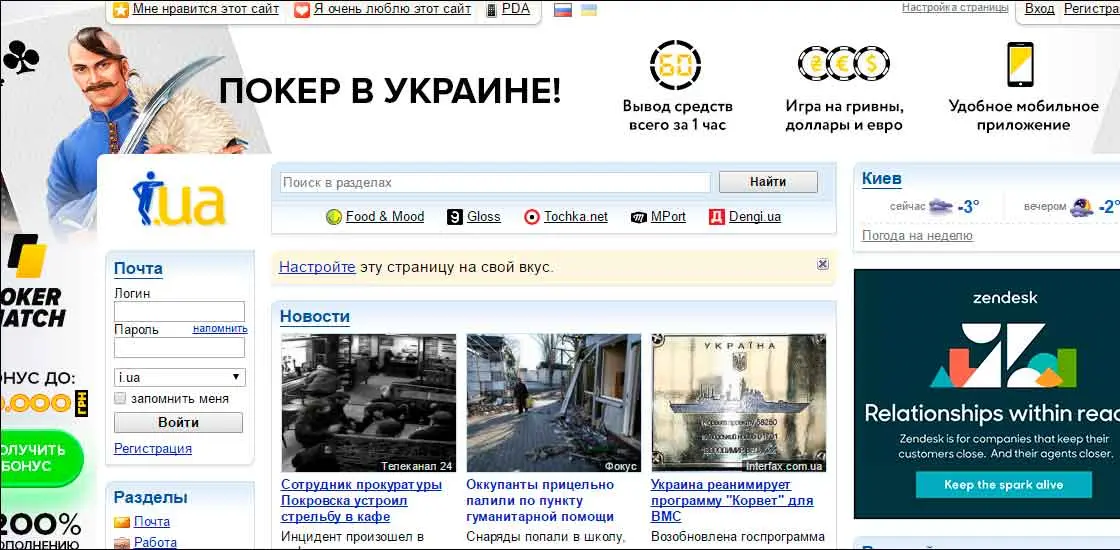 Мне нравится этот сайт
Я очень люблю этот сайт
PDA
Настройка страницы
Вход
Регистра
ПОКЕР В УКРАИНЕ!
60
Вывод средств
всего за 1 час
₴ € $
Игра на гривны,
доллары и евро
Удобное мобильное
приложение
i.ua
Поиск в разделах
Найти
Food & Mood
Gloss
Tochka.net
MPort
Dengi.ua
Киев
сейчас -3°
вечером -2°
Погода на неделю
Настройте эту страницу на свой вкус.
OKER
MATCH
ОНУС ДО:
0.000 ГРН
ОЛУЧИТЬ
БОНУС
200%
ПОЛНЕНИЮ
Почта
Логин
Пароль
напомнить
i.ua
запомнить меня
Войти
Регистрация
Разделы
Почта
Работа
Новости
Телеканал 24
Сотрудник прокуратуры
Покровска устроил
стрельбу в кафе
Инцидент произошел в
Фокус
Оккупанты прицельно
палили по пункту
гуманитарной помощи
Снаряды попали в школу,
УКРАЇНА
Interfax.com.ua
Украина реанимирует
программу "Корвет" для
ВМС
Возобновлена госпрограмма
zendesk
Relationships within reac
Zendesk is for companies that keep their
customers close. And their agents closer.
Keep the spark alive